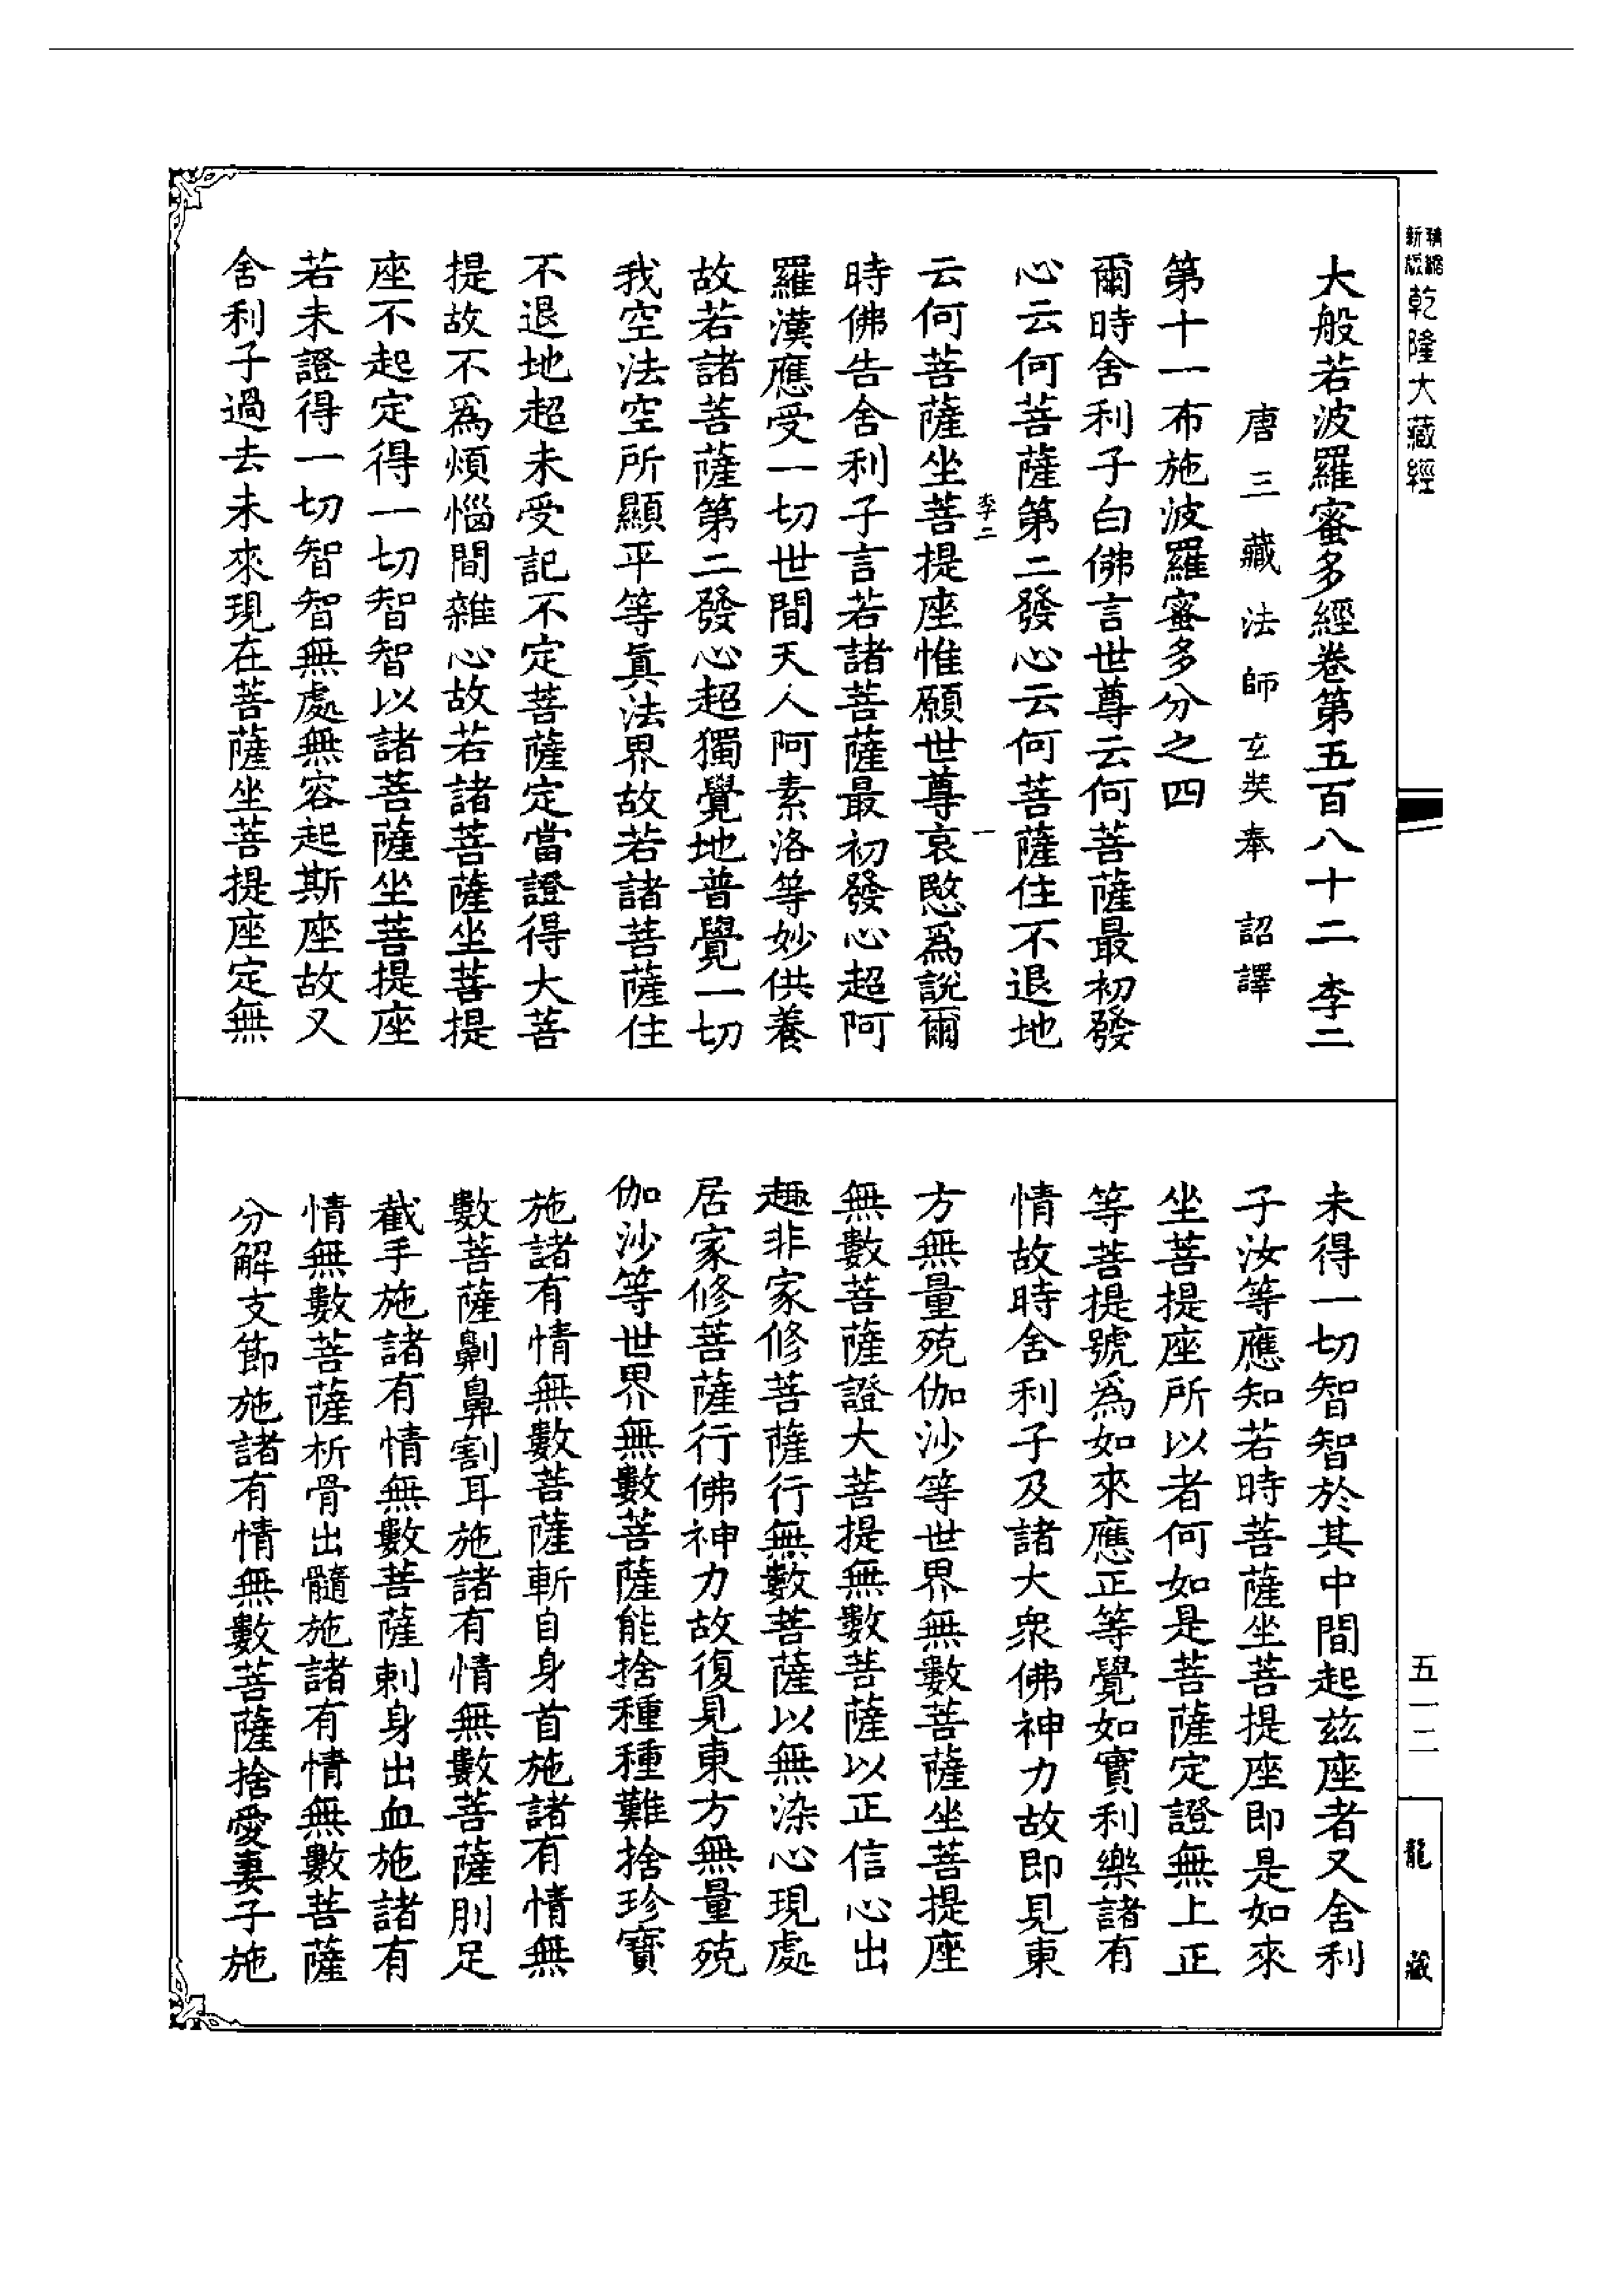 精縮新版乾隆大藏經
大般若波羅蜜多經卷第五百八十二 李二
唐三藏法師玄奘奉 詔譯
第十一布施波羅蜜多分之四
爾時舍利子白佛言世尊云何菩薩最初發
心云何菩薩第二發心云何菩薩住不退地
李二 一
云何菩薩坐菩提座惟願世尊哀愍爲說爾
時佛告舍利子言若諸菩薩最初發心超阿
羅漢應受一切世間天人阿素洛等妙供養
故若諸菩薩第二發心超獨覺地普覺一切
我空法空所顯平等眞法界故若諸菩薩住
不退地超未受記不定菩薩定當證得大菩
提故不爲煩惱間雜心故若諸菩薩坐菩提
座不起定得一切智智以諸菩薩坐菩提座
若未證得一切智智無處無容起斯座故又
舍利子過去未來現在菩薩坐菩提座定無
未得一切智智於其中間起茲座者又舍利
子汝等應知若時菩薩坐菩提座即是如來
坐菩提座所以者何如是菩薩定證無上正
等菩提號爲如來應正等覺如實利樂諸有
情故時舍利子及諸大衆佛神力故即見東
方無量殑伽沙等世界無數菩薩坐菩提座
無數菩薩證大菩提無數菩薩以正信心出
趣非家修菩薩行無數菩薩以無染心現處
居家修菩薩行佛神力故復見東方無量殑
伽沙等世界無數菩薩能捨種種難捨珍寶
施諸有情無數菩薩斬自身首施諸有情無
數菩薩劓鼻割耳施諸有情無數菩薩刖足
截手施諸有情無數菩薩刺身出血施諸有
情無數菩薩析骨出髓施諸有情無數菩薩
分解支節施諸有情無數菩薩捨愛妻子施
五一二
龍藏